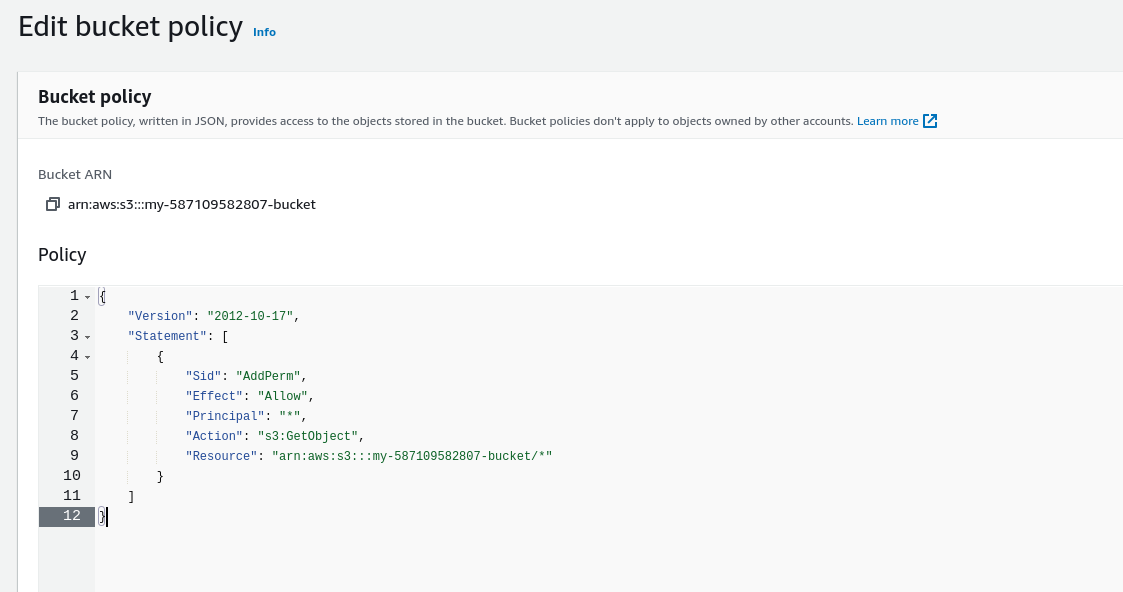 Edit bucket policy Info
Bucket policy
The bucket policy, written in JSON, provides access to the objects stored in the bucket. Bucket policies don't apply to objects owned by other accounts. Learn more
Bucket ARN
arn:aws:s3:::my-587109582807-bucket
Policy
1 {
2     "Version": "2012-10-17",
3     "Statement": [
4         {
5             "Sid": "AddPerm",
6             "Effect": "Allow",
7             "Principal": "*",
8             "Action": "s3:GetObject",
9             "Resource": "arn:aws:s3:::my-587109582807-bucket/*"
10         }
11     ]
12 }